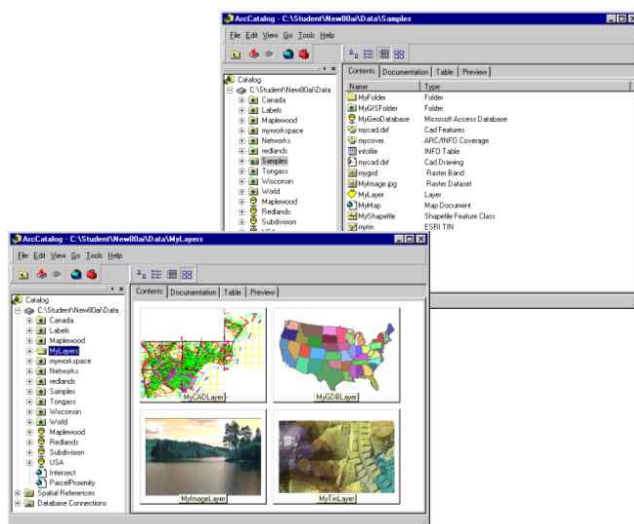 ArcCatalog - C:\Student\New00ai\Data\Samples
File Edit View Go Tools Help
Contents Documentation Table Preview
Catalog
C:\Student\New00ai\Data
Canada
Labels
Maplewood
myworkspace
Networks
redlands
Samples
Tongass
Wisconsin
World
Maplewood
Redlands
Subdivision
USA
Name Type
MyFolder Folder
MyGISFolder Folder
MyGeoDatabase Microsoft Access Database
mycad.dxf Cad Features
mycover ARC/INFO Coverage
infofile INFO Table
mycad.dxf Cad Drawing
mygrid Raster Band
MyImage.jpg Raster Dataset
MyLayer Layer
MyMap Map Document
MyShapefile Shapefile Feature Class
mytin ESRI TIN
ArcCatalog - C:\Student\New00ai\Data\MyLayers
File Edit View Go Tools Help
Contents Documentation Table Preview
Catalog
C:\Student\New00ai\Data
Canada
Labels
Maplewood
MyLayers
myworkspace
Networks
redlands
Samples
Tongass
Wisconsin
World
Maplewood
Redlands
Subdivision
USA
Intersect
ParcelProximity
Spatial References
Database Connections
MyCADLayer
MyGDBLayer
MyImageLayer
MyTinLayer